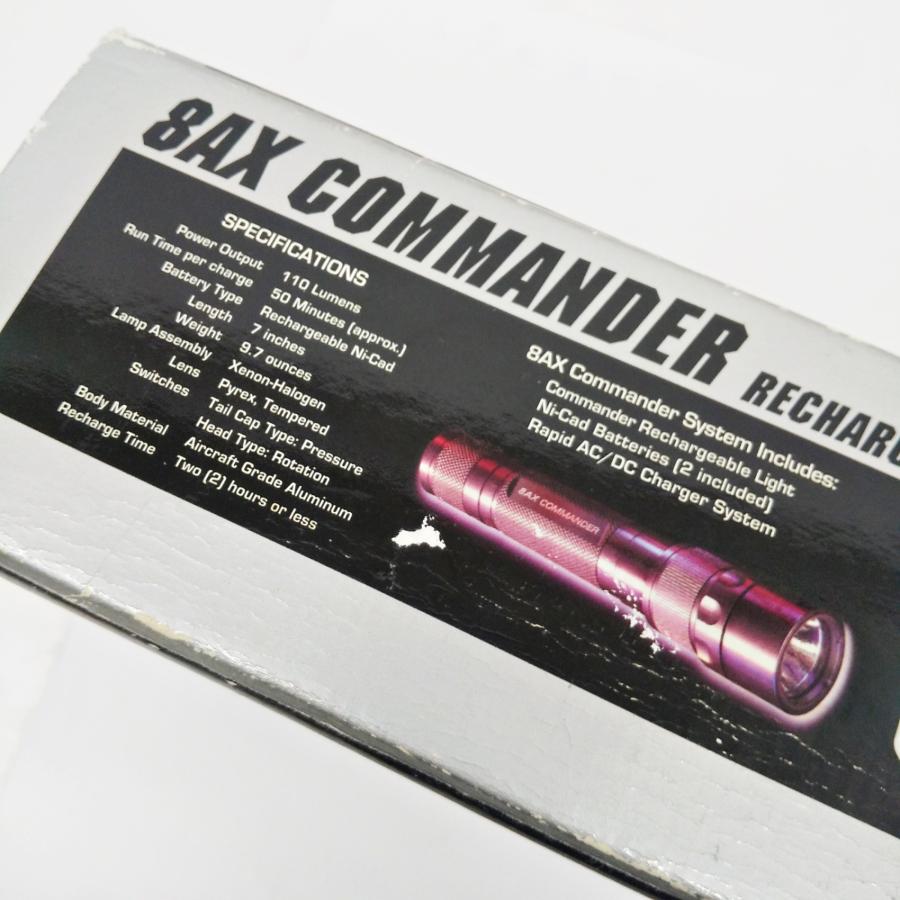 8AX COMMANDER
SPECIFICATIONS
Power Output 110 Lumens
Run Time per charge 50 Minutes (approx.)
Battery Type Rechargeable Ni-Cad
Length 7 inches
Weight 9.7 ounces
Lamp Assembly Xenon-Halogen
Lens Pyrex, Tempered
Switches Tail Cap Type: Pressure
Head Type: Rotation
Body Material Aircraft Grade Aluminum
Recharge Time Two (2) hours or less
8AX Commander System Includes:
Commander Rechargeable Light
Ni-Cad Batteries (2 included)
Rapid AC/DC Charger System
8AX COMMANDER